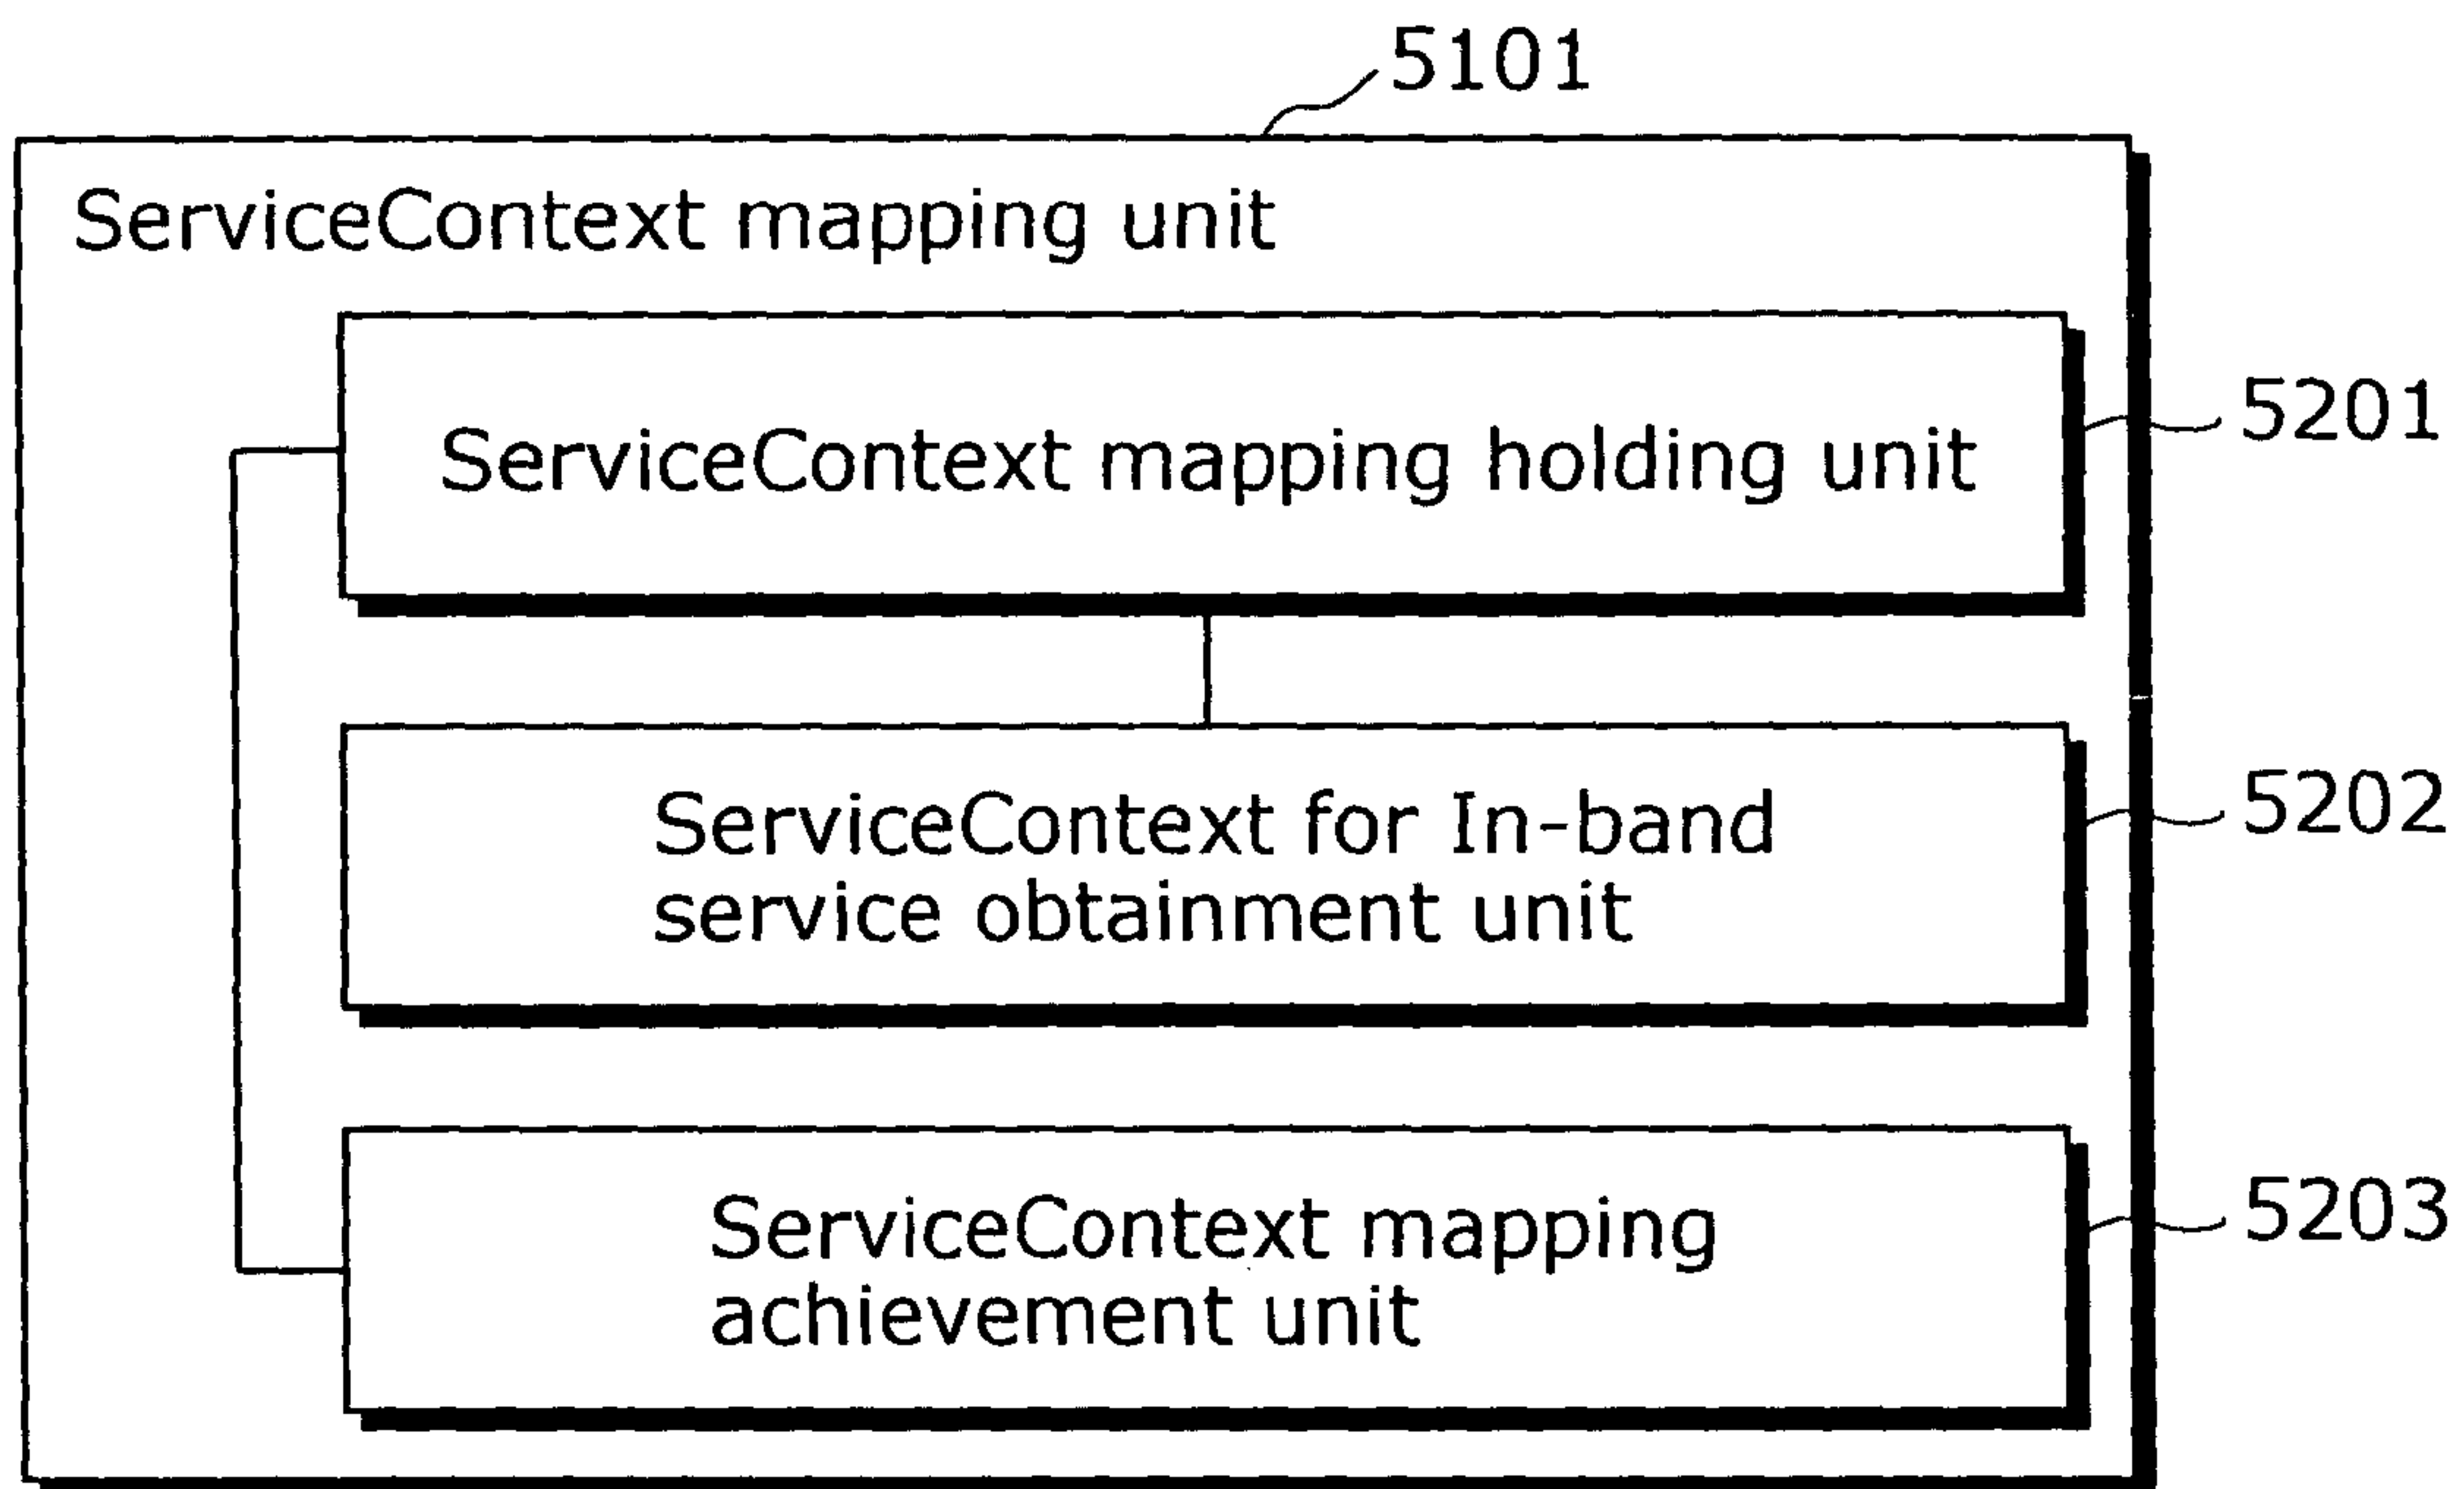 5101
ServiceContext mapping unit
ServiceContext mapping holding unit
5201
ServiceContext for In-band
service obtainment unit
5202
ServiceContext mapping
achievement unit
5203